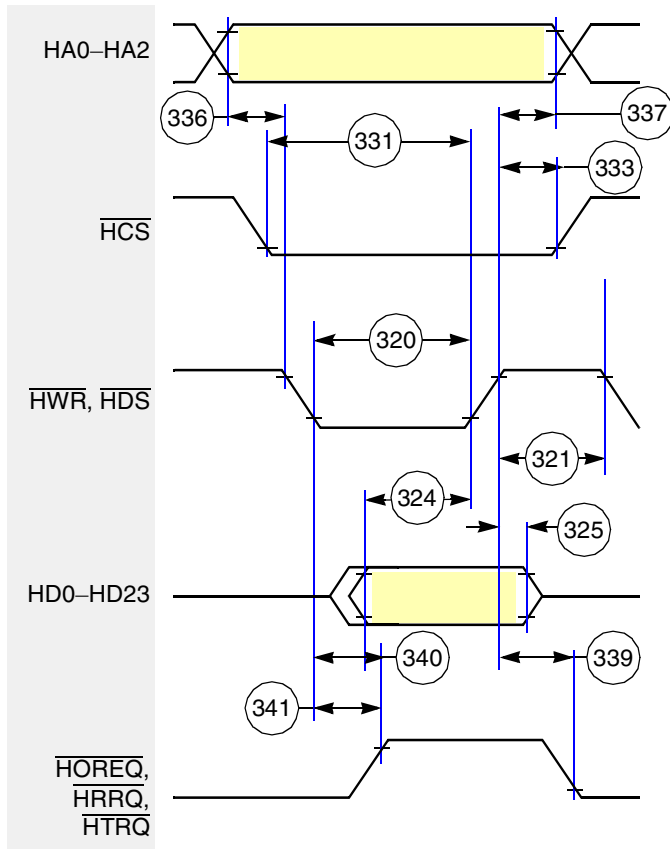 HA0–HA2
336
331
337
333
HCS
320
HWR, HDS
321
324
325
HD0–HD23
340
339
341
HOREQ,
HRRQ,
HTRQ